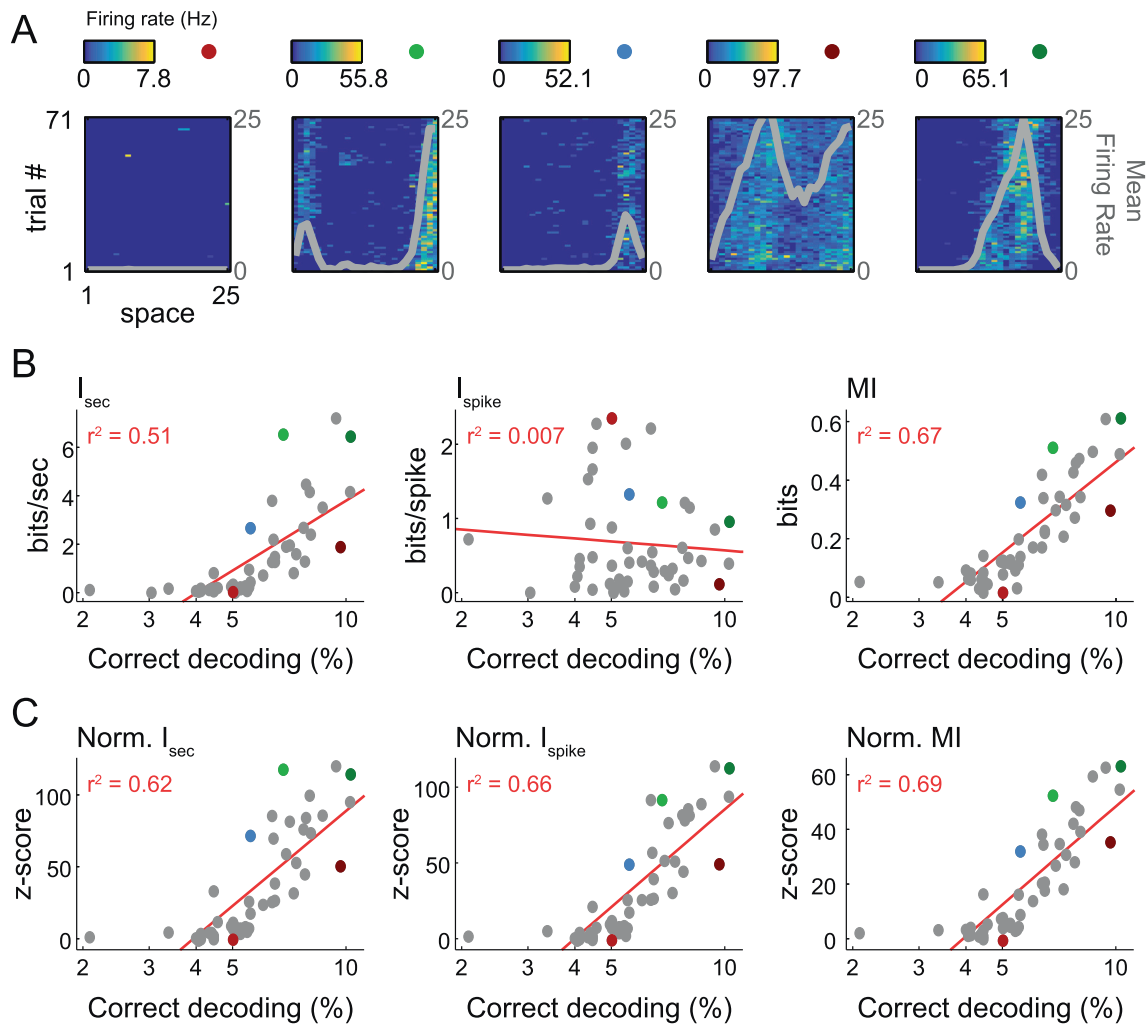 A
Firing rate (Hz)
0 7.8 0 55.8 0 52.1 0 97.7 0 65.1
71 25 25 25 25 25
trial #
Mean
Firing Rate
1 0 0 0 0 0
1 25
space
B
I_sec I_spike MI
r² = 0.51 r² = 0.007 r² = 0.67
bits/sec
6
4
2
0
2 3 4 5 10
Correct decoding (%)
bits/spike
2
1
0
2 3 4 5 10
Correct decoding (%)
bits
0.6
0.4
0.2
0
2 3 4 5 10
Correct decoding (%)
C
Norm. I_sec Norm. I_spike Norm. MI
r² = 0.62 r² = 0.66 r² = 0.69
z-score
100
50
0
2 3 4 5 10
Correct decoding (%)
z-score
100
50
0
2 3 4 5 10
Correct decoding (%)
z-score
60
40
20
0
2 3 4 5 10
Correct decoding (%)